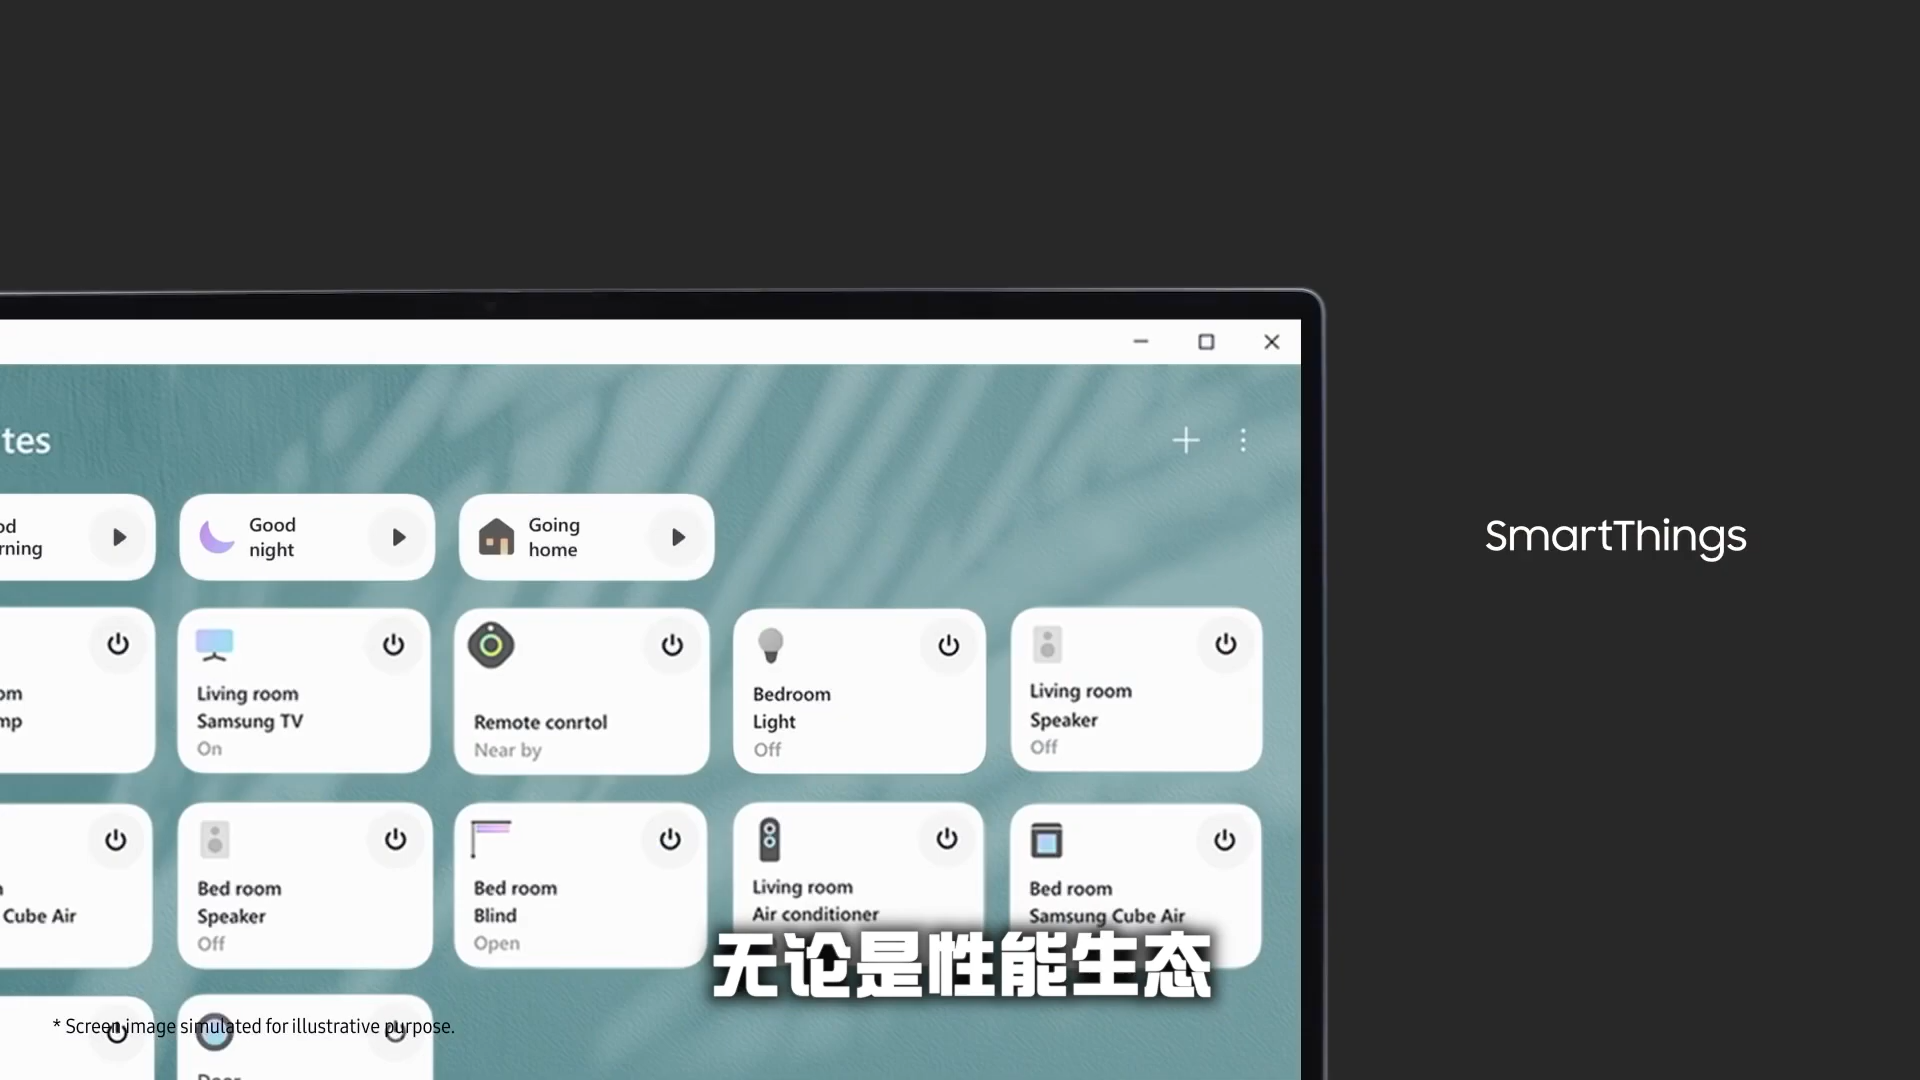 tes
od
rning
Good
night
Going
home
SmartThings
om
mp
Living room
Samsung TV
On
Remote conrtol
Near by
Bedroom
Light
Off
Living room
Speaker
Off
Cube Air
Bed room
Speaker
Off
Bed room
Blind
Open
Living room
Air conditioner
Bed room
Samsung Cube Air
无论是性能生态
* Screen image simulated for illustrative purpose.